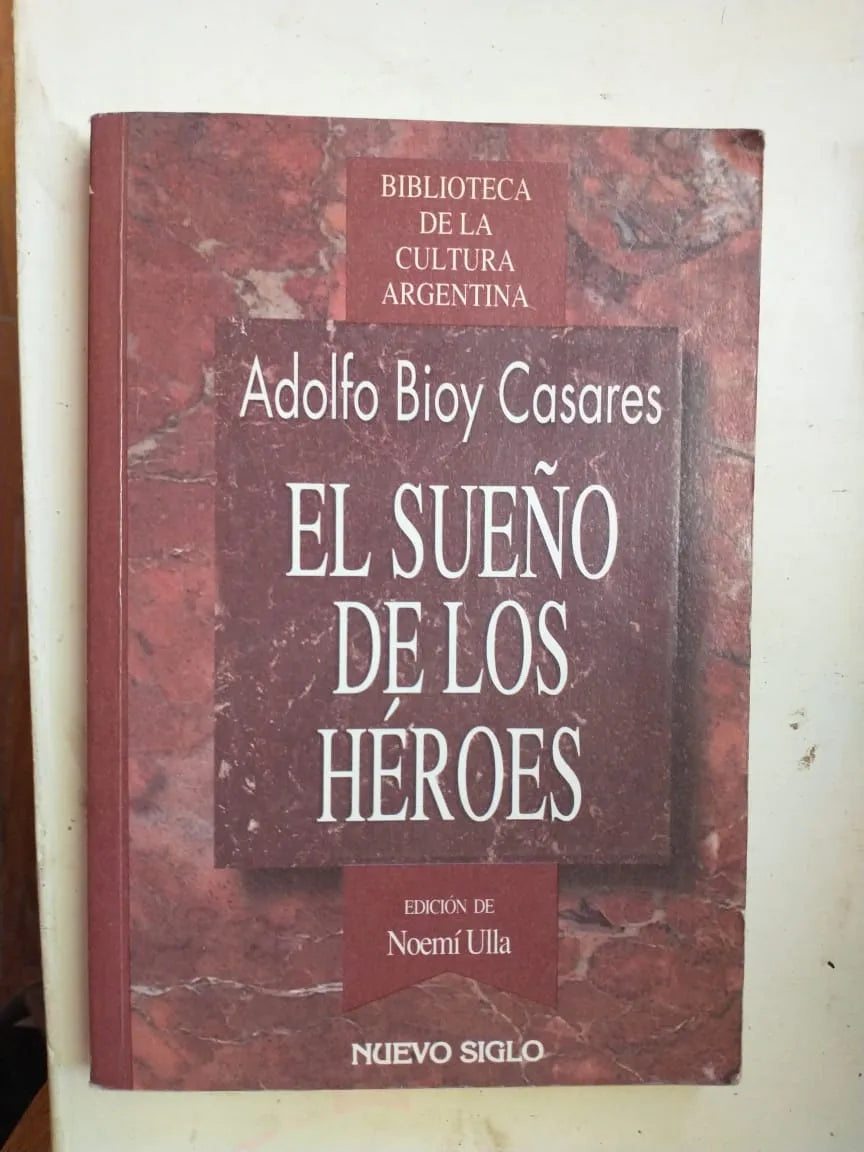 BIBLIOTECA
DE LA
CULTURA
ARGENTINA
Adolfo Bioy Casares
EL SUEÑO
DE LOS
HÉROES
EDICIÓN DE
Noemí Ulla
NUEVO SIGLO